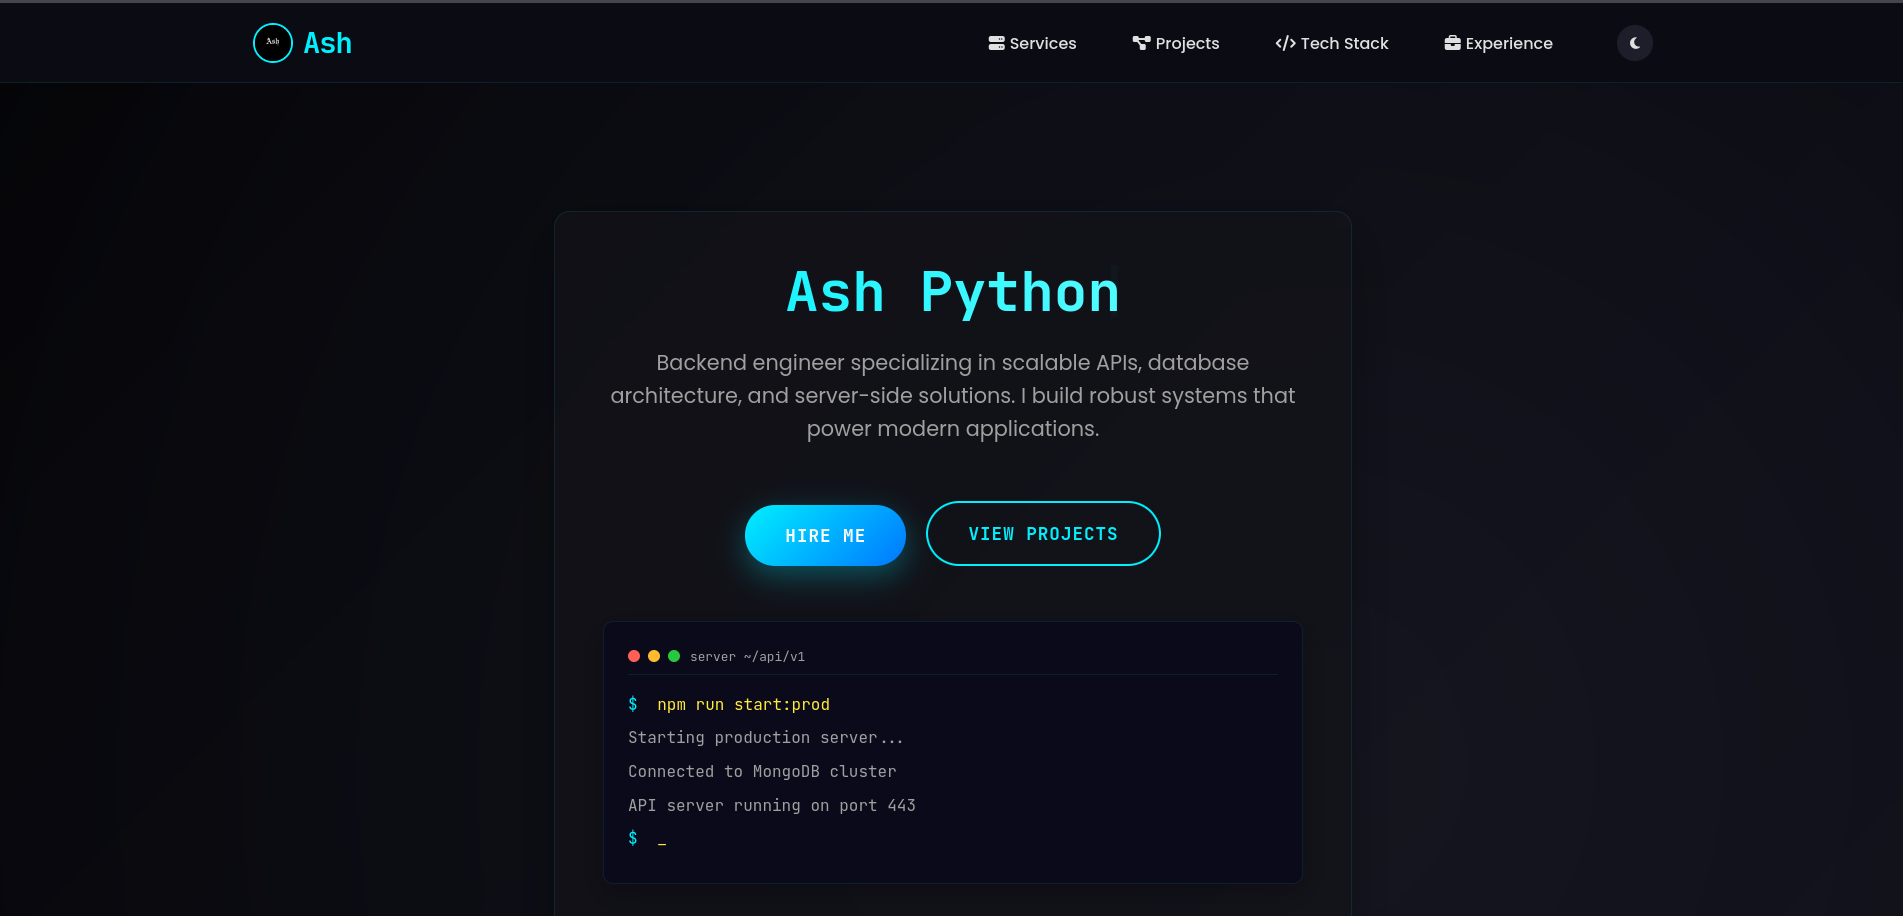 Ash Ash Services Projects Tech Stack Experience
Ash Python
Backend engineer specializing in scalable APIs, database
architecture, and server-side solutions. I build robust systems that
power modern applications.
HIRE ME VIEW PROJECTS
server ~/api/v1
$ npm run start:prod
Starting production server...
Connected to MongoDB cluster
API server running on port 443
$ _